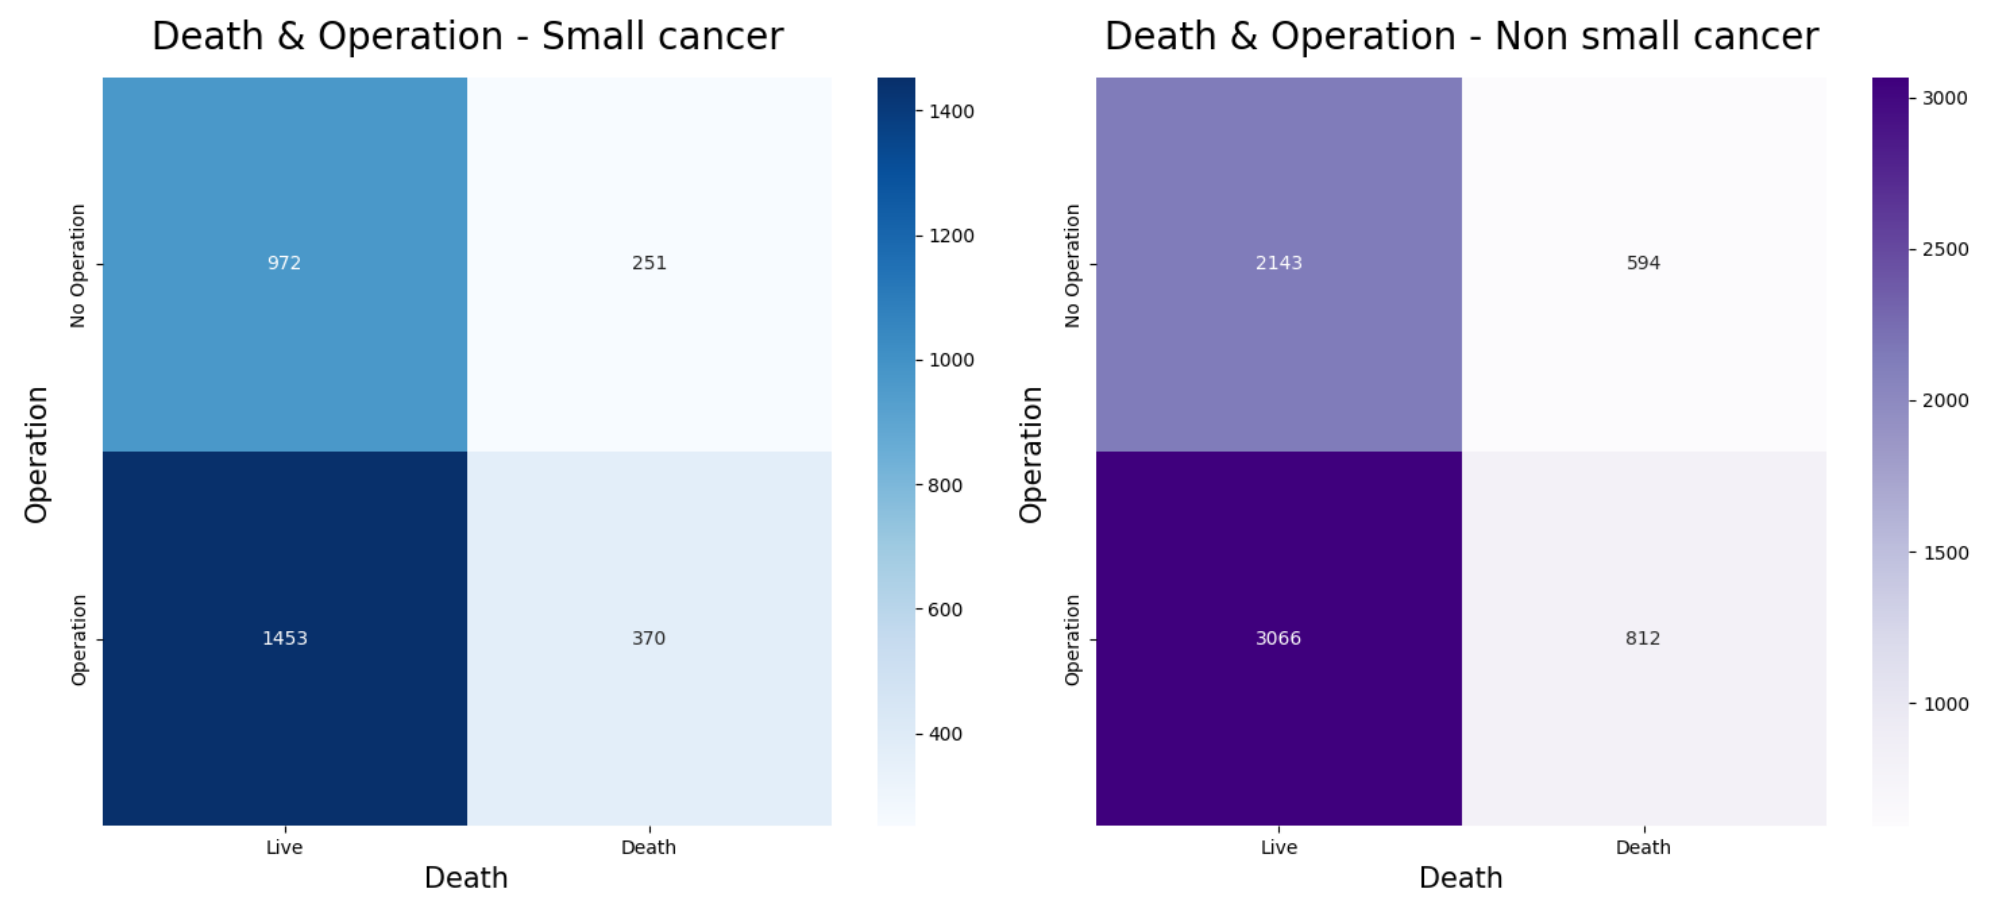 Death & Operation - Small cancer
No Operation
Operation
Operation
972
251
1453
370
Live
Death
Death
1400
1200
1000
800
600
400
Death & Operation - Non small cancer
No Operation
Operation
Operation
2143
594
3066
812
Live
Death
Death
3000
2500
2000
1500
1000